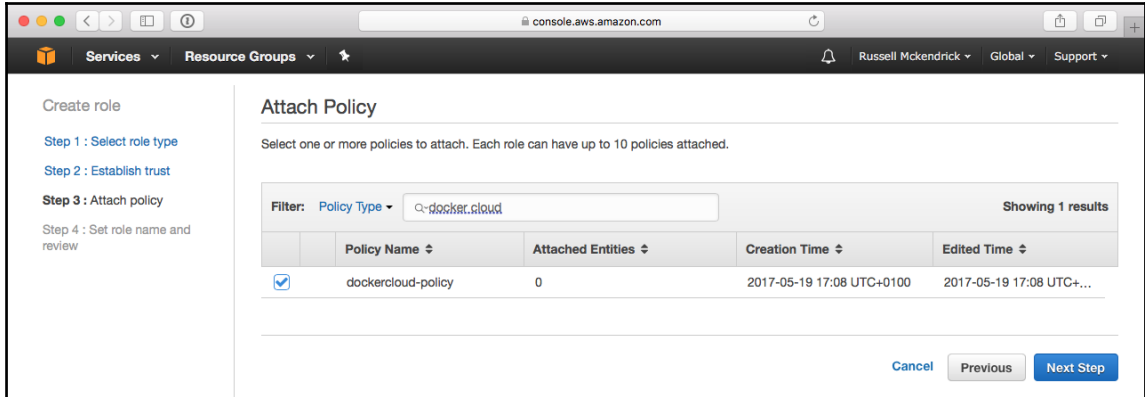 console.aws.amazon.com
Services Resource Groups Russell Mckendrick Global Support
Create role
Step 1 : Select role type
Step 2 : Establish trust
Step 3 : Attach policy
Step 4 : Set role name and
review
Attach Policy
Select one or more policies to attach. Each role can have up to 10 policies attached.
Filter: Policy Type docker cloud Showing 1 results
Policy Name Attached Entities Creation Time Edited Time
dockercloud-policy 0 2017-05-19 17:08 UTC+0100 2017-05-19 17:08 UTC+...
Cancel Previous Next Step